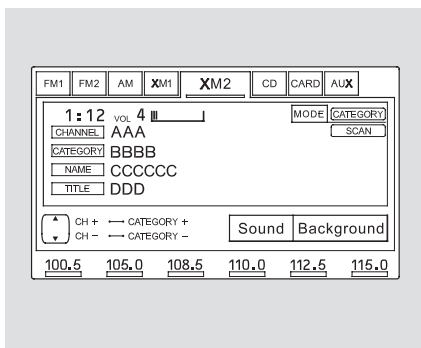 FM1 FM2 AM XM1 XM2 CD CARD AUX
1:12 VOL 4 MODE CATEGORY
CHANNEL AAA SCAN
CATEGORY BBBB
NAME CCCCCC
TITLE DDD
CH + CATEGORY +
CH – CATEGORY –
Sound Background
100.5 105.0 108.5 110.0 112.5 115.0